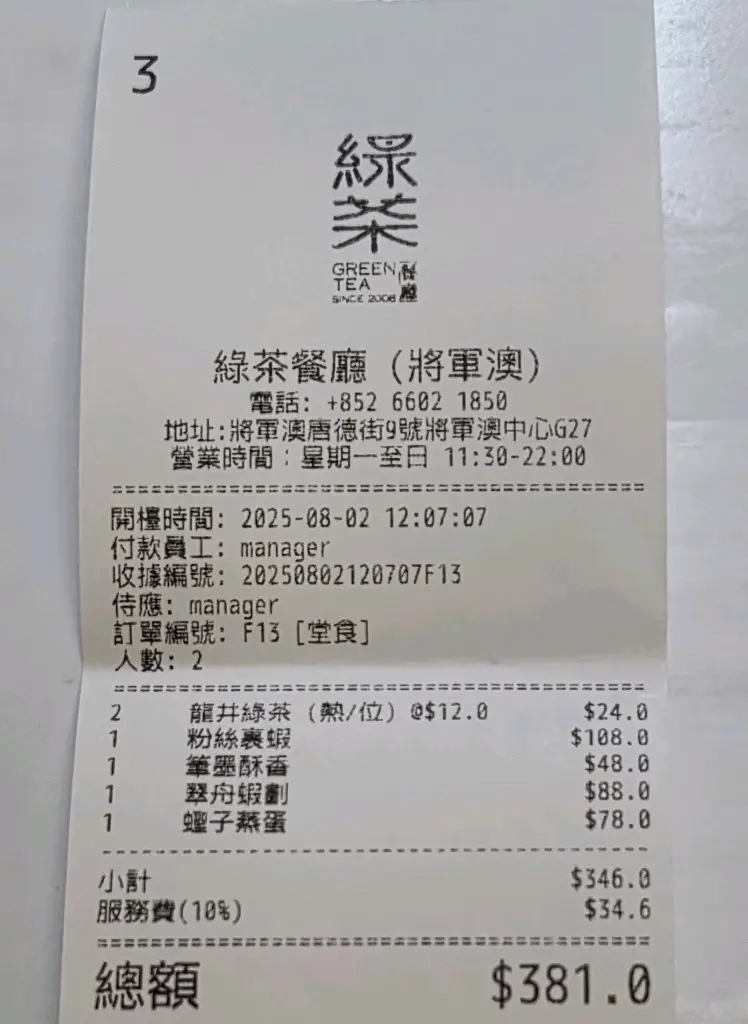 3
綠
茶
GREEN
TEA
SINCE 2008
餐廳
綠茶餐廳 (將軍澳)
電話: +852 6602 1850
地址:將軍澳唐德街9號將軍澳中心G27
營業時間：星期一至日 11:30-22:00
開檯時間: 2025-08-02 12:07:07
付款員工: manager
收據編號: 20250802120707F13
侍應: manager
訂單編號: F13 [堂食]
人數: 2
2 龍井綠茶 (熱/位) @$12.0 $24.0
1 粉絲裹蝦 $108.0
1 筆墨酥香 $48.0
1 翠舟蝦劃 $88.0
1 蟶子蒸蛋 $78.0
小計 $346.0
服務費(10%) $34.6
總額 $381.0